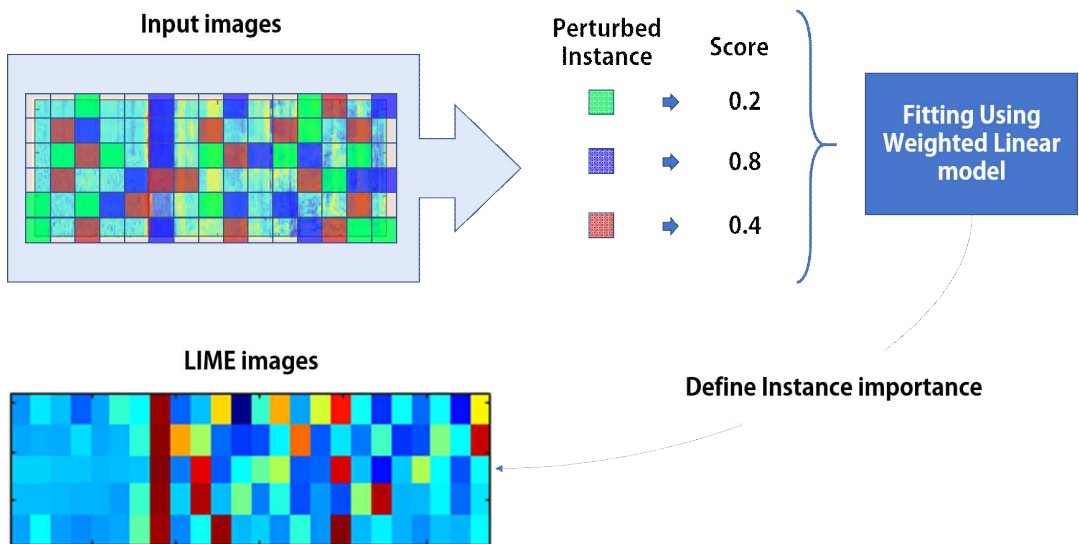 Input images
Perturbed
Instance
Score
0.2
0.8
0.4
Fitting Using
Weighted Linear
model
Define Instance importance
LIME images